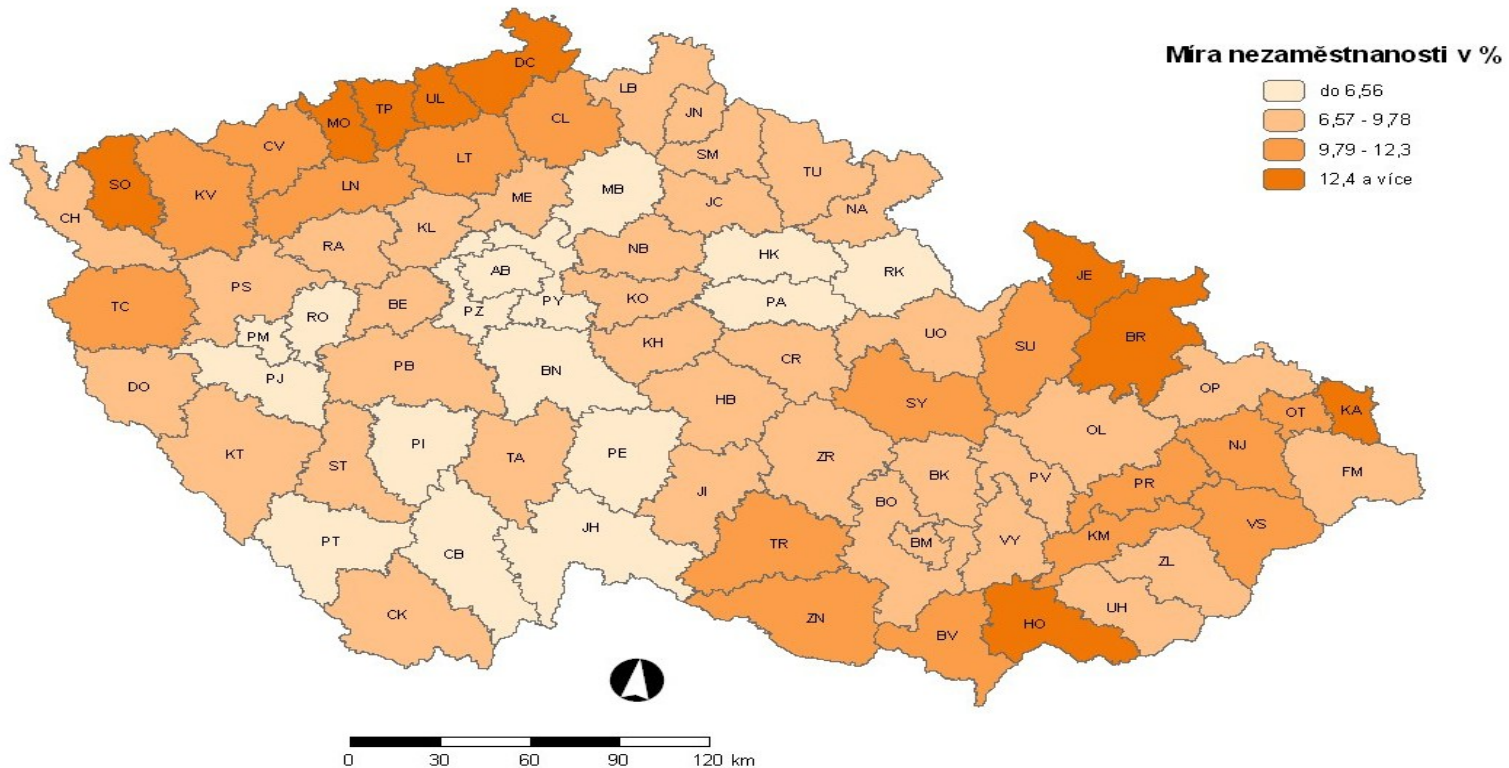 Míra nezaměstnanosti v %
do 6,56
6,57 - 9,78
9,79 - 12,3
12,4 a více
DC
LB
UL
TP
MO
JN
CL
CV
LT
SM
TU
SO
LN
MB
KV
ME
JC
NA
CH
KL
RA
NB
HK
AB
RK
JE
PS
KO
PA
TC
BE
PY
PZ
RO
PM
UO
BR
KH
SU
CR
PB
BN
PJ
DO
OP
HB
SY
KA
OT
OL
PI
NJ
PE
KT
TA
ZR
ST
FM
BK
PV
PR
JI
BO
VS
JH
PT
TR
BM
VY
KM
CB
ZL
UH
CK
ZN
HO
BV
0 30 60 90 120 km